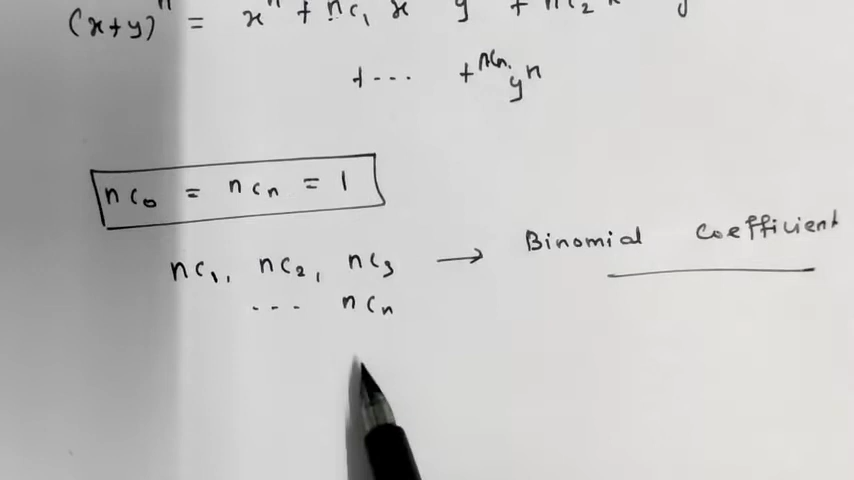 (x+y)ⁿ = xⁿ + nc₁ x y + nc₂ x y
+ ... + ncₙ. yⁿ
nc₀ = ncₙ = 1
nc₁, nc₂, nc₃ → Binomial Coefficient
... ncₙ